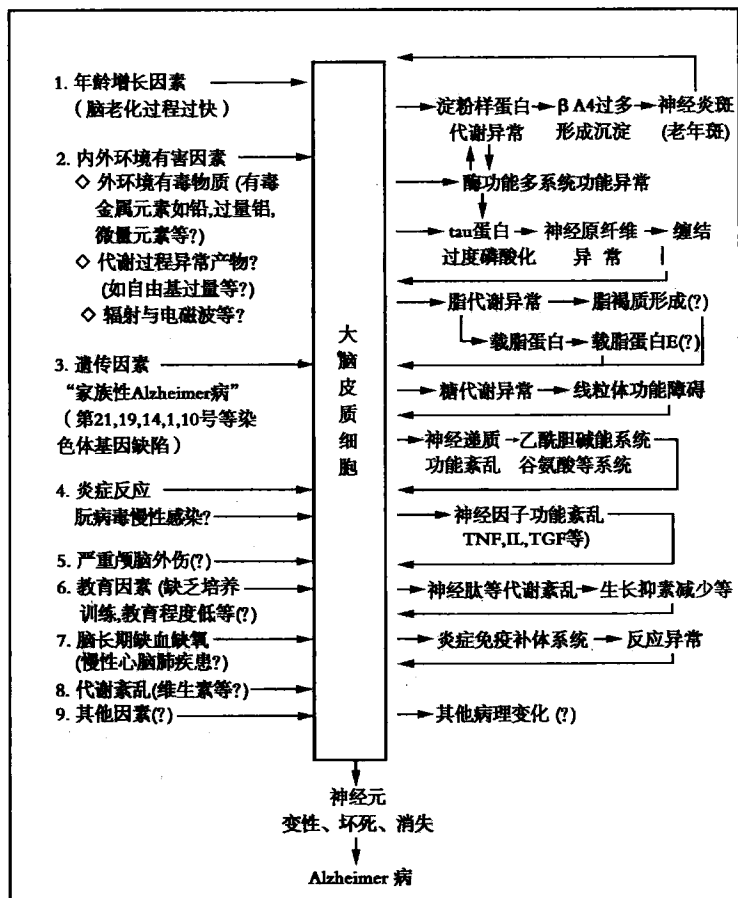 1. 年龄增长因素
（脑老化过程过快）
2. 内外环境有害因素
◇ 外环境有毒物质 (有毒
金属元素如铅,过量铝,
微量元素等?)
◇ 代谢过程异常产物?
(如自由基过量等?)
◇ 辐射与电磁波等?
3. 遗传因素
“家族性Alzheimer病”
（第21,19,14,1,10号等染
色体基因缺陷）
4. 炎症反应
朊病毒慢性感染?
5. 严重颅脑外伤(?)
6. 教育因素 (缺乏培养
训练,教育程度低等(?)
7. 脑长期缺血缺氧
(慢性心脑肺疾患?)
8. 代谢紊乱(维生素等?)
9. 其他因素(?)
大脑皮质细胞
淀粉样蛋白 βA4过多 神经炎斑
代谢异常 形成沉淀 (老年斑)
酶功能多系统功能异常
tau蛋白 神经原纤维 缠结
过度磷酸化 异 常
脂代谢异常 脂褐质形成(?)
载脂蛋白 载脂蛋白E(?)
糖代谢异常 线粒体功能障碍
神经递质 乙酰胆碱能系统
功能紊乱 谷氨酸等系统
神经因子功能紊乱
TNF,IL,TGF等)
神经肽等代谢紊乱 生长抑素减少等
炎症免疫补体系统 反应异常
其他病理变化 (?)
神经元
变性、坏死、消失
Alzheimer 病